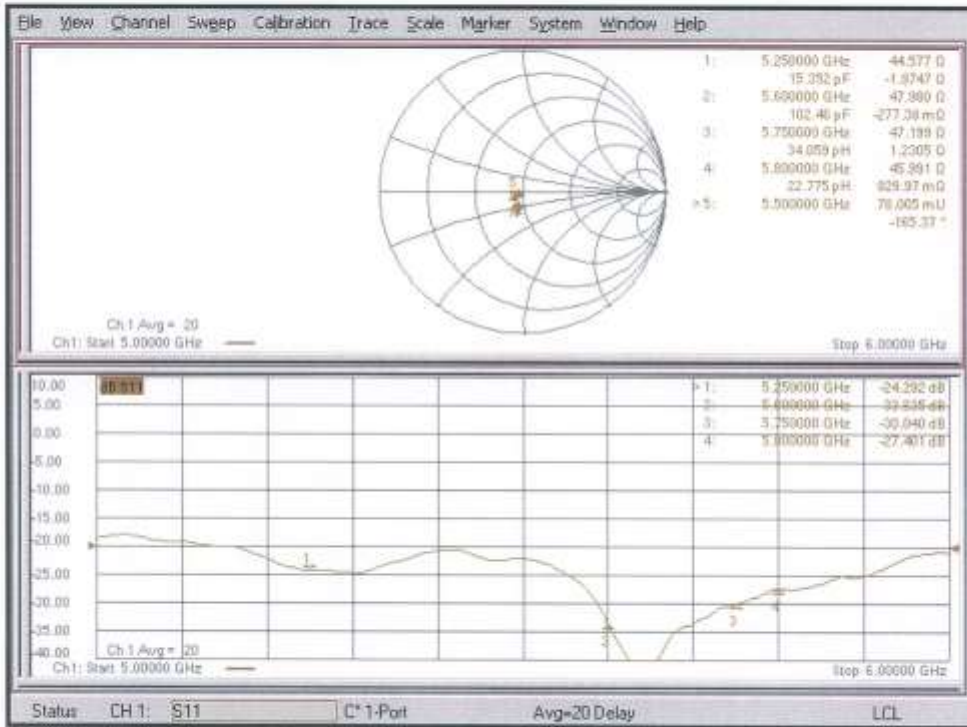 File View Channel Sweep Calibration Trace Scale Marker System Window Help
1: 5.250000 GHz 44.577 Ω
15.352 pF -1.9747 Ω
2: 5.600000 GHz 47.980 Ω
102.46 pF -277.38 mΩ
3: 5.750000 GHz 47.199 Ω
34.059 pH 1.2305 Ω
4: 5.800000 GHz 45.991 Ω
22.775 pH 829.97 mΩ
>5: 5.500000 GHz 78.005 mU
-165.37 °
Ch 1 Avg = 20
Ch1: Start 5.00000 GHz
Stop 6.00000 GHz
10.00
5.00
0.00
-5.00
-10.00
-15.00
-20.00
-25.00
-30.00
-35.00
-40.00
dB S11
>1: 5.250000 GHz -24.292 dB
2: 5.600000 GHz
3: 5.750000 GHz -30.040 dB
4: 5.800000 GHz -27.401 dB
1
2
3
4
Ch 1 Avg = 20
Ch1: Start 5.00000 GHz
Stop 6.00000 GHz
Status CH 1: S11 C* 1-Port Avg=20 Delay LCL